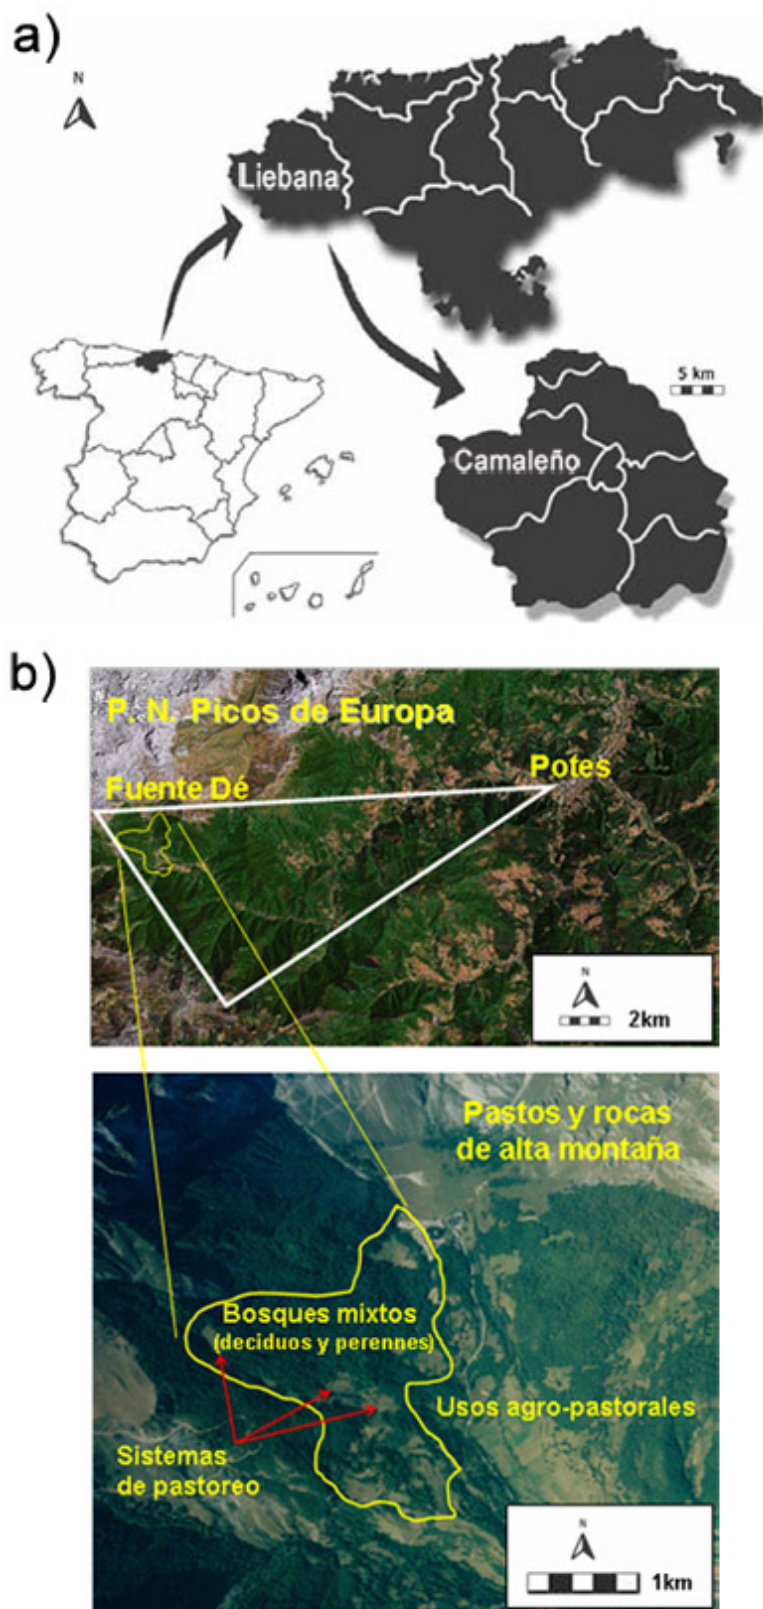 a)
N
Liebana
5 km
Camaleño
b)
P. N. Picos de Europa
Fuente Dé
Potes
N
2km
Pastos y rocas
de alta montaña
Bosques mixtos
(deciduos y perennes)
Usos agro-pastorales
Sistemas
de pastoreo
N
1km